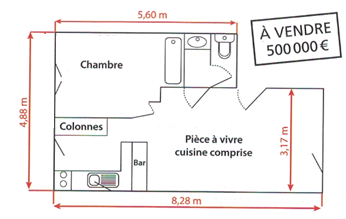 5,60 m
À VENDRE
500 000 €
Chambre
4,88 m
Colonnes
Pièce à vivre
cuisine comprise
3,17 m
Bar
8,28 m